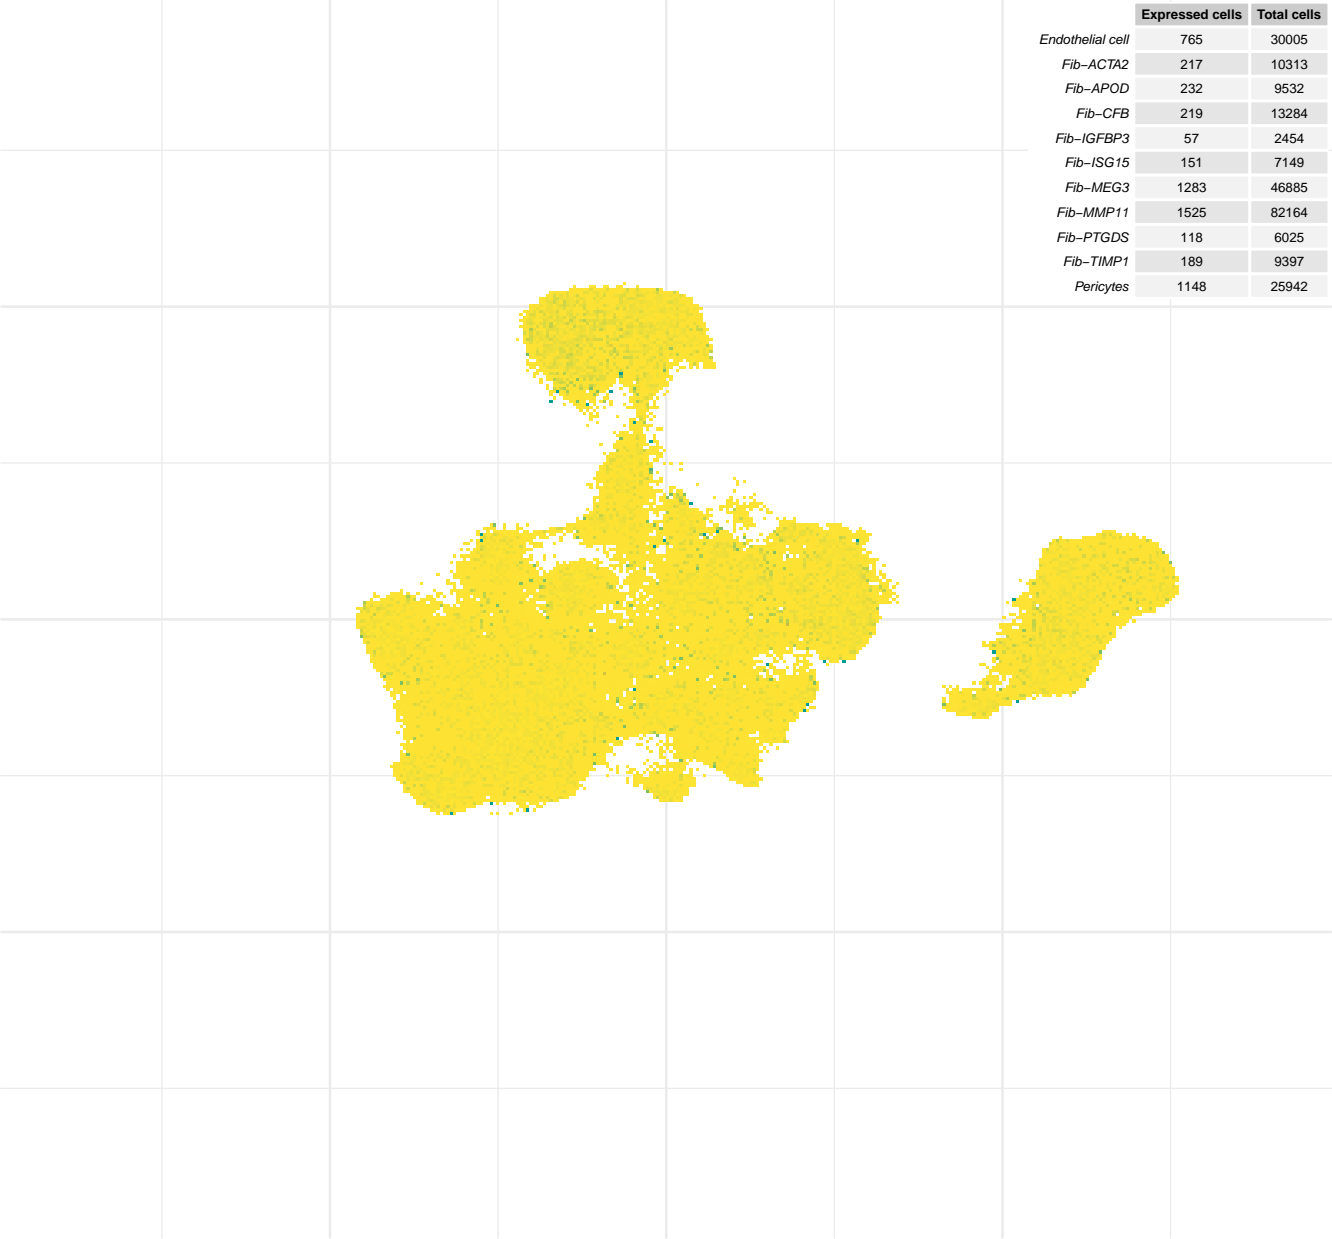 Expressed cells Total cells
Endothelial cell 765 30005
Fib−ACTA2 217 10313
Fib−APOD 232 9532
Fib−CFB 219 13284
Fib−IGFBP3 57 2454
Fib−ISG15 151 7149
Fib−MEG3 1283 46885
Fib−MMP11 1525 82164
Fib−PTGDS 118 6025
Fib−TIMP1 189 9397
Pericytes 1148 25942